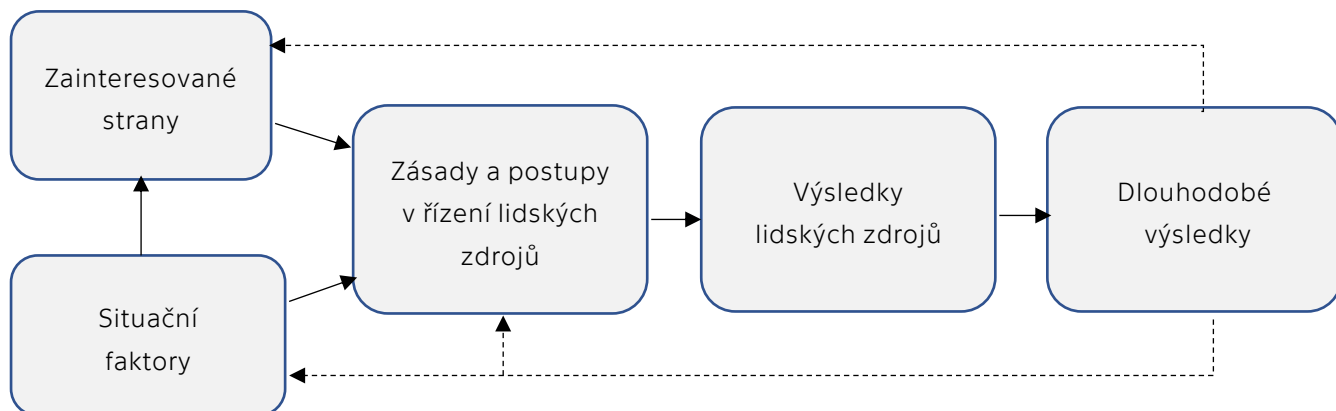 Zainteresované
strany
Zásady a postupy
v řízení lidských
zdrojů
Výsledky
lidských zdrojů
Dlouhodobé
výsledky
Situační
faktory